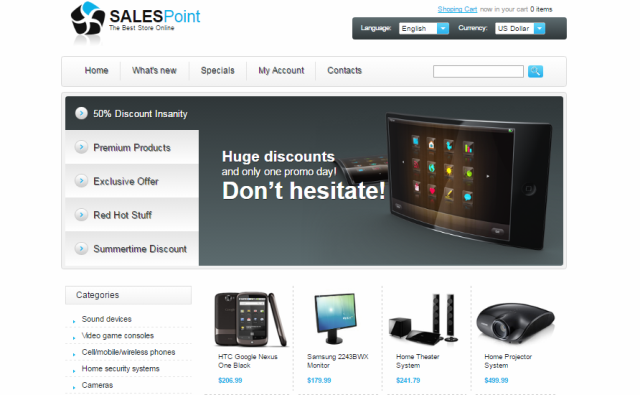 SALESPoint
The Best Store Online
Shoping Cart now in your cart 0 items
Language: English Currency: US Dollar
Home What's new Specials My Account Contacts
50% Discount Insanity
Premium Products
Exclusive Offer
Red Hot Stuff
Summertime Discount
Huge discounts
and only one promo day!
Don't hesitate!
Categories
Sound devices
Video game consoles
Cell/mobile/wireless phones
Home security systems
Cameras
HTC Google Nexus
One Black
$206.99
Samsung 2243BWX
Monitor
$179.99
Home Theater
System
$241.79
Home Projector
System
$499.99